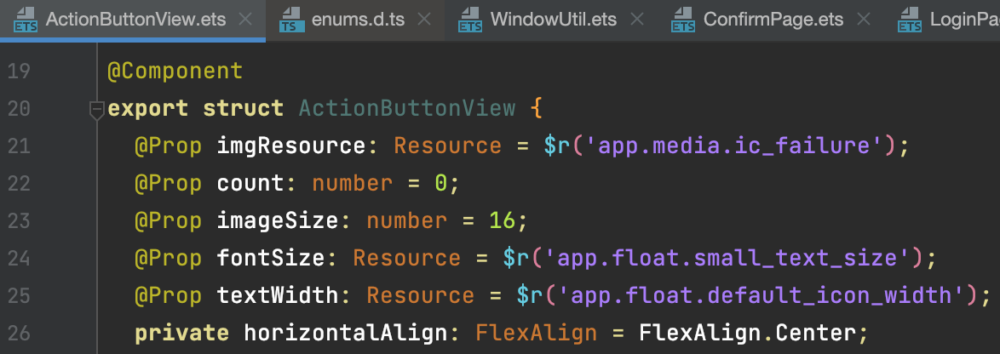 ETS ActionButtonView.ets TS enums.d.ts ETS WindowUtil.ets ETS ConfirmPage.ets ETS LoginPa
19 @Component
20 export struct ActionButtonView {
21 @Prop imgResource: Resource = $r('app.media.ic_failure');
22 @Prop count: number = 0;
23 @Prop imageSize: number = 16;
24 @Prop fontSize: Resource = $r('app.float.small_text_size');
25 @Prop textWidth: Resource = $r('app.float.default_icon_width');
26 private horizontalAlign: FlexAlign = FlexAlign.Center;